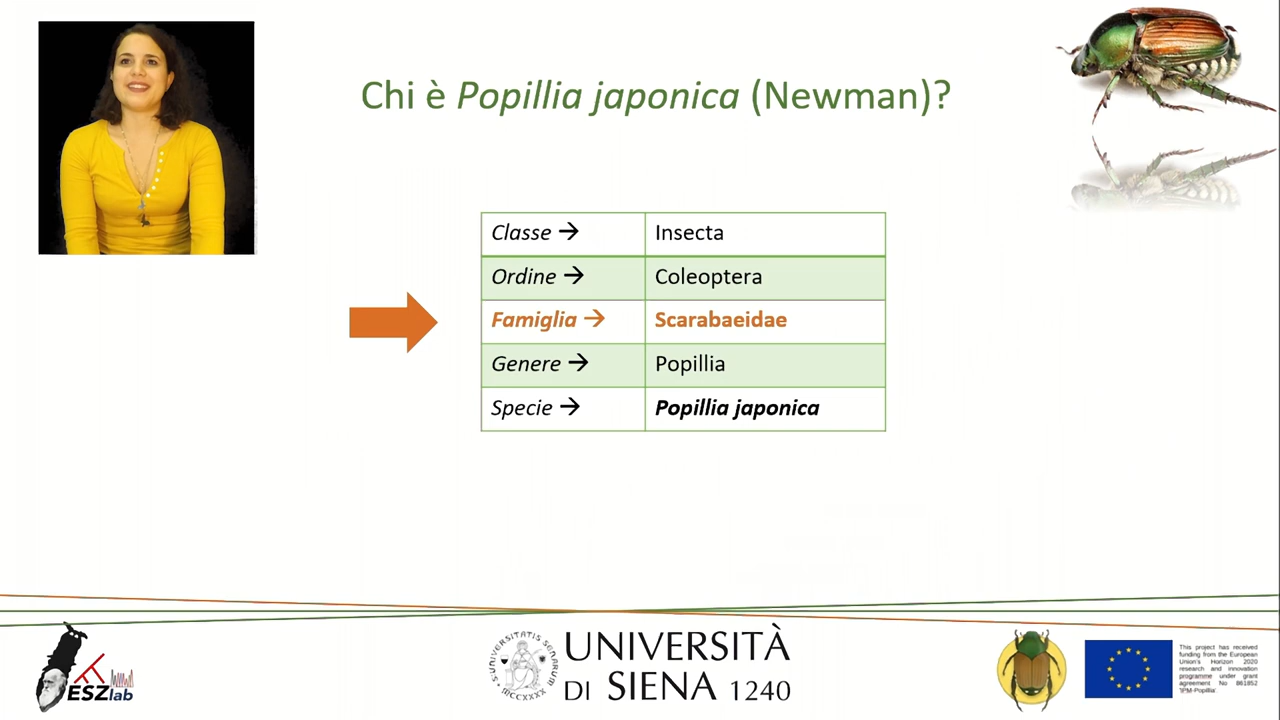 Chi è Popillia japonica (Newman)?
Classe → Insecta
Ordine → Coleoptera
Famiglia → Scarabaeidae
Genere → Popillia
Specie → Popillia japonica
ESZlab
UNIVERSITÀ
DI SIENA 1240
This project has received
funding from the European
Union's Horizon 2020
research and innovation
programme under grant
agreement No 861852
'IPM-Popillia'.